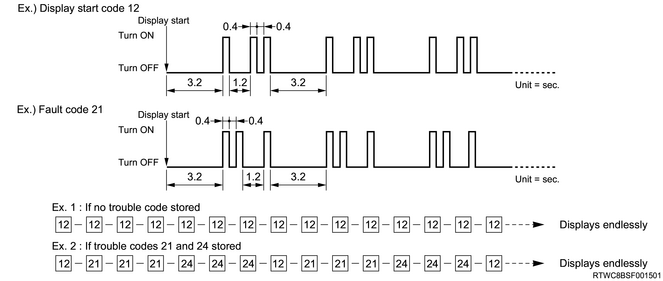 Ex.) Display start code 12
Display start
Turn ON
0.4
0.4
Turn OFF
3.2
1.2
3.2
Unit = sec.
Ex.) Fault code 21
Display start
0.4
0.4
Turn ON
Turn OFF
3.2
1.2
3.2
Unit = sec.
Ex. 1 : If no trouble code stored
12 – 12 – 12 – 12 – 12 – 12 – 12 – 12 – 12 – 12 – 12 – 12 – 12 – 12 – 12 Displays endlessly
Ex. 2 : If trouble codes 21 and 24 stored
12 – 21 – 21 – 21 – 24 – 24 – 24 – 12 – 21 – 21 – 21 – 24 – 24 – 24 – 12 Displays endlessly
RTWC8BSF001501